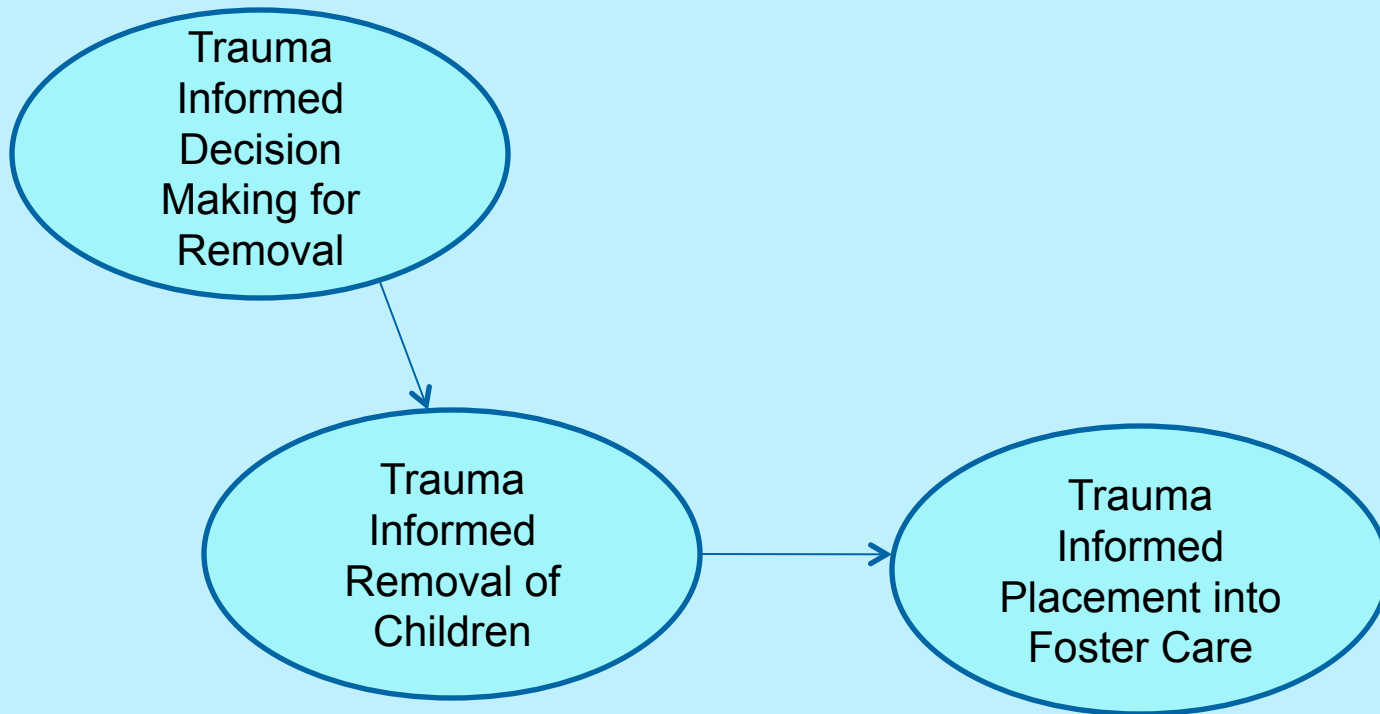 Trauma
Informed
Decision
Making for
Removal
Trauma
Informed
Removal of
Children
Trauma
Informed
Placement into
Foster Care